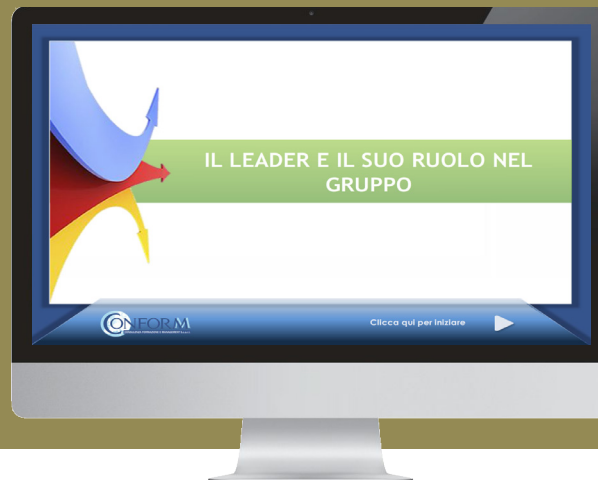 IL LEADER E IL SUO RUOLO NEL
GRUPPO
CONFORM
Clicca qui per iniziare